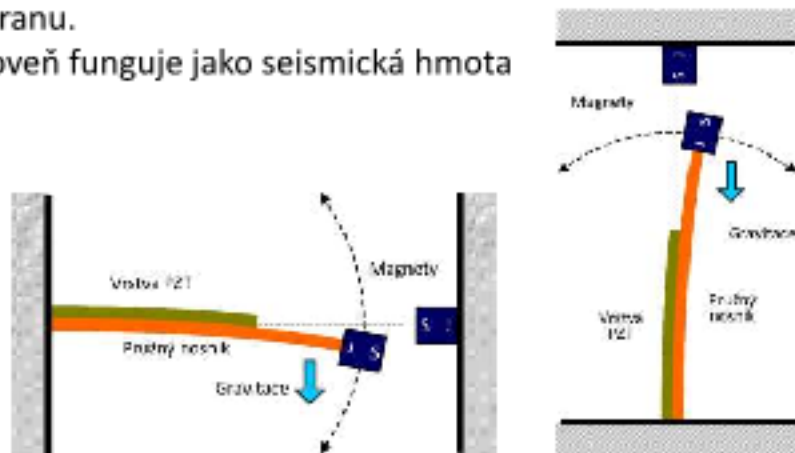 ranu.
oveň funguje jako seismická hmota
Magnety
Gravitace
Vrstva
PZT
Pružný
nosník
Vrstva PZT
Magnety
Pružný nosník
S
S
Gravitace